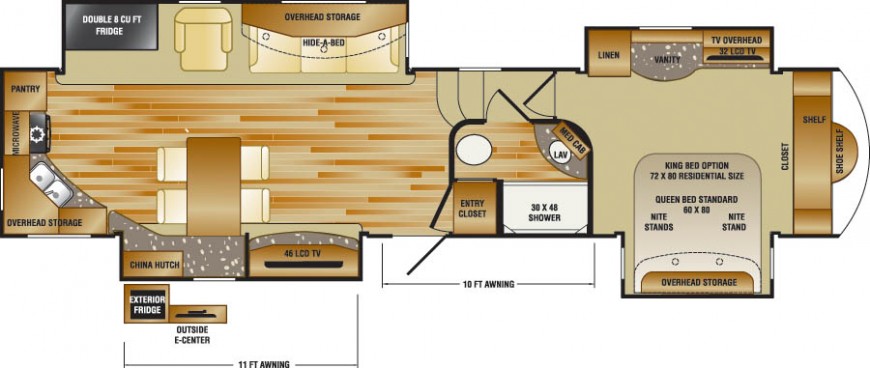 DOUBLE 8 CU FT
FRIDGE
OVERHEAD STORAGE
HIDE-A-BED
LINEN
TV OVERHEAD
32 LCD TV
VANITY
PANTRY
MICROWAVE
OVERHEAD STORAGE
MED CAB
LAV
ENTRY
CLOSET
30 X 48
SHOWER
KING BED OPTION
72 X 80 RESIDENTIAL SIZE
QUEEN BED STANDARD
60 X 80
NITE
STANDS
NITE
STAND
OVERHEAD STORAGE
CLOSET
SHELF
SHOE SHELF
CHINA HUTCH
46 LCD TV
10 FT AWNING
EXTERIOR
FRIDGE
OUTSIDE
E-CENTER
11 FT AWNING